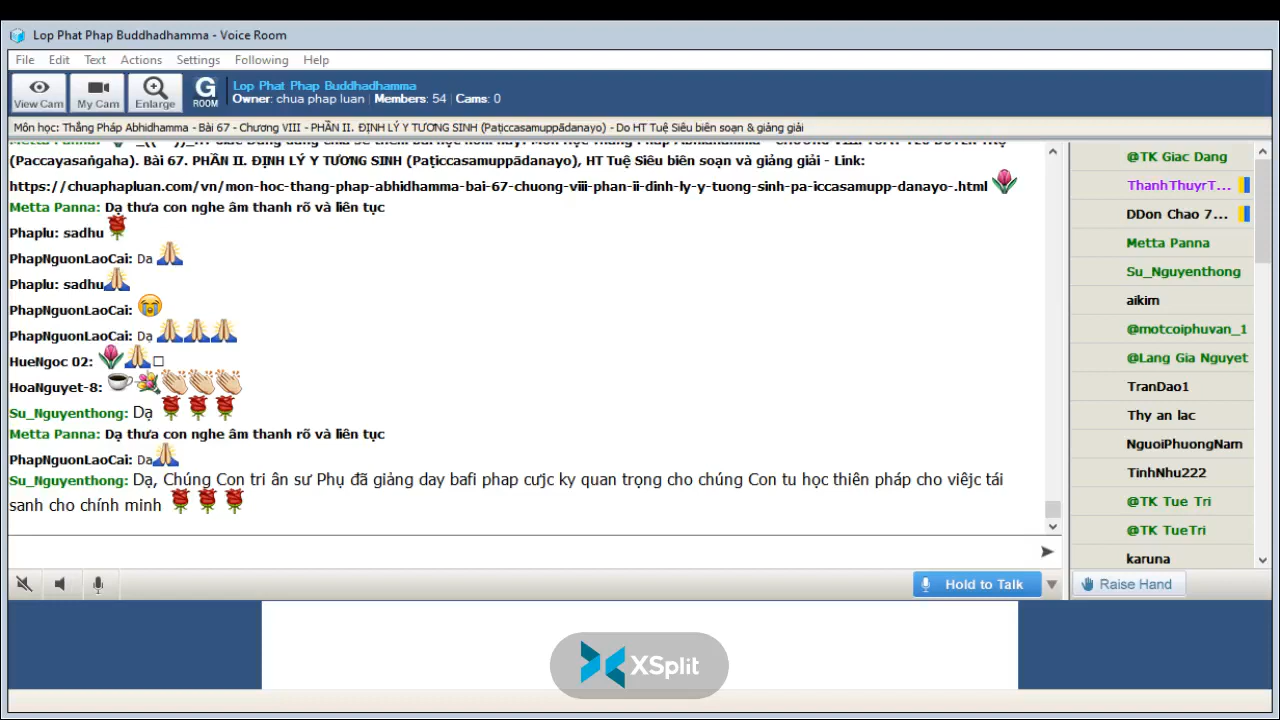 Lop Phat Phap Buddhadhamma - Voice Room
File Edit Text Actions Settings Following Help
View Cam My Cam Enlarge G ROOM
Lop Phat Phap Buddhadhamma
Owner: chua phap luan | Members: 54 | Cams: 0
Môn học: Thắng Pháp Abhidhamma - Bài 67 - Chương VIII - PHẦN II. ĐỊNH LÝ Y TƯƠNG SINH (Paṭiccasamuppādanayo) - Do HT Tuệ Siêu biên soạn & giảng giải
(Paccayasaṅgaha). Bài 67. PHẦN II. ĐỊNH LÝ Y TƯƠNG SINH (Paṭiccasamuppādanayo), HT Tuệ Siêu biên soạn và giảng giải - Link:
https://chuaphapluan.com/vn/mon-hoc-thang-phap-abhidhamma-bai-67-chuong-viii-phan-ii-dinh-ly-y-tuong-sinh-pa-iccasamupp-danayo-.html
Metta Panna: Dạ thưa con nghe âm thanh rõ và liên tục
Phaplu: sadhu
PhapNguonLaoCai: Dạ
Phaplu: sadhu
PhapNguonLaoCai:
PhapNguonLaoCai: Dạ
HueNgoc 02:
HoaNguyet-8:
Su_Nguyenthong: Dạ
Metta Panna: Dạ thưa con nghe âm thanh rõ và liên tục
PhapNguonLaoCai: Dạ
Su_Nguyenthong: Dạ, Chúng Con tri ân sư Phụ đã giảng day bafi phap cưjc ky quan trọng cho chúng Con tu học thiên pháp cho viêjc tái
sanh cho chính minh
@TK Giac Dang
ThanhThuyrT...
DDon Chao 7...
Metta Panna
Su_Nguyenthong
aikim
@motcoiphuvan_1
@Lang Gia Nguyet
TranDao1
Thy an lac
NguoiPhuongNam
TinhNhu222
@TK Tue Tri
@TK TueTri
karuna
Hold to Talk
Raise Hand
XSplit